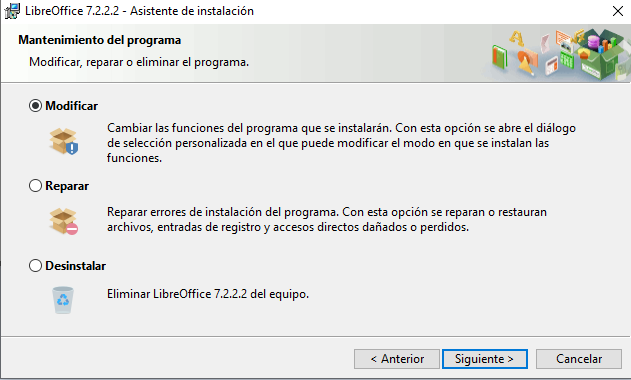 LibreOffice 7.2.2.2 - Asistente de instalación
Mantenimiento del programa
Modificar, reparar o eliminar el programa.
Modificar
Cambiar las funciones del programa que se instalarán. Con esta opción se abre el diálogo
de selección personalizada en el que puede modificar el modo en que se instalan las
funciones.
Reparar
Reparar errores de instalación del programa. Con esta opción se reparan o restauran
archivos, entradas de registro y accesos directos dañados o perdidos.
Desinstalar
Eliminar LibreOffice 7.2.2.2 del equipo.
< Anterior
Siguiente >
Cancelar